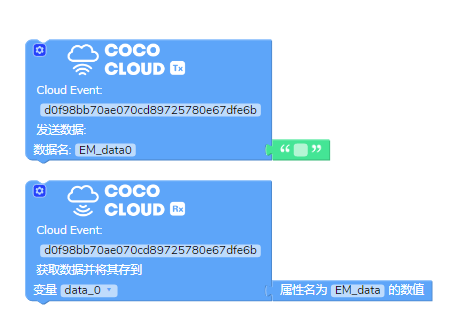 COCO
CLOUD Tx
Cloud Event:
d0f98bb70ae070cd89725780e67dfe6b
发送数据:
数据名: EM_data0 “ ”
COCO
CLOUD Rx
Cloud Event:
d0f98bb70ae070cd89725780e67dfe6b
获取数据并将其存到
变量 data_0 属性名为 EM_data 的数值